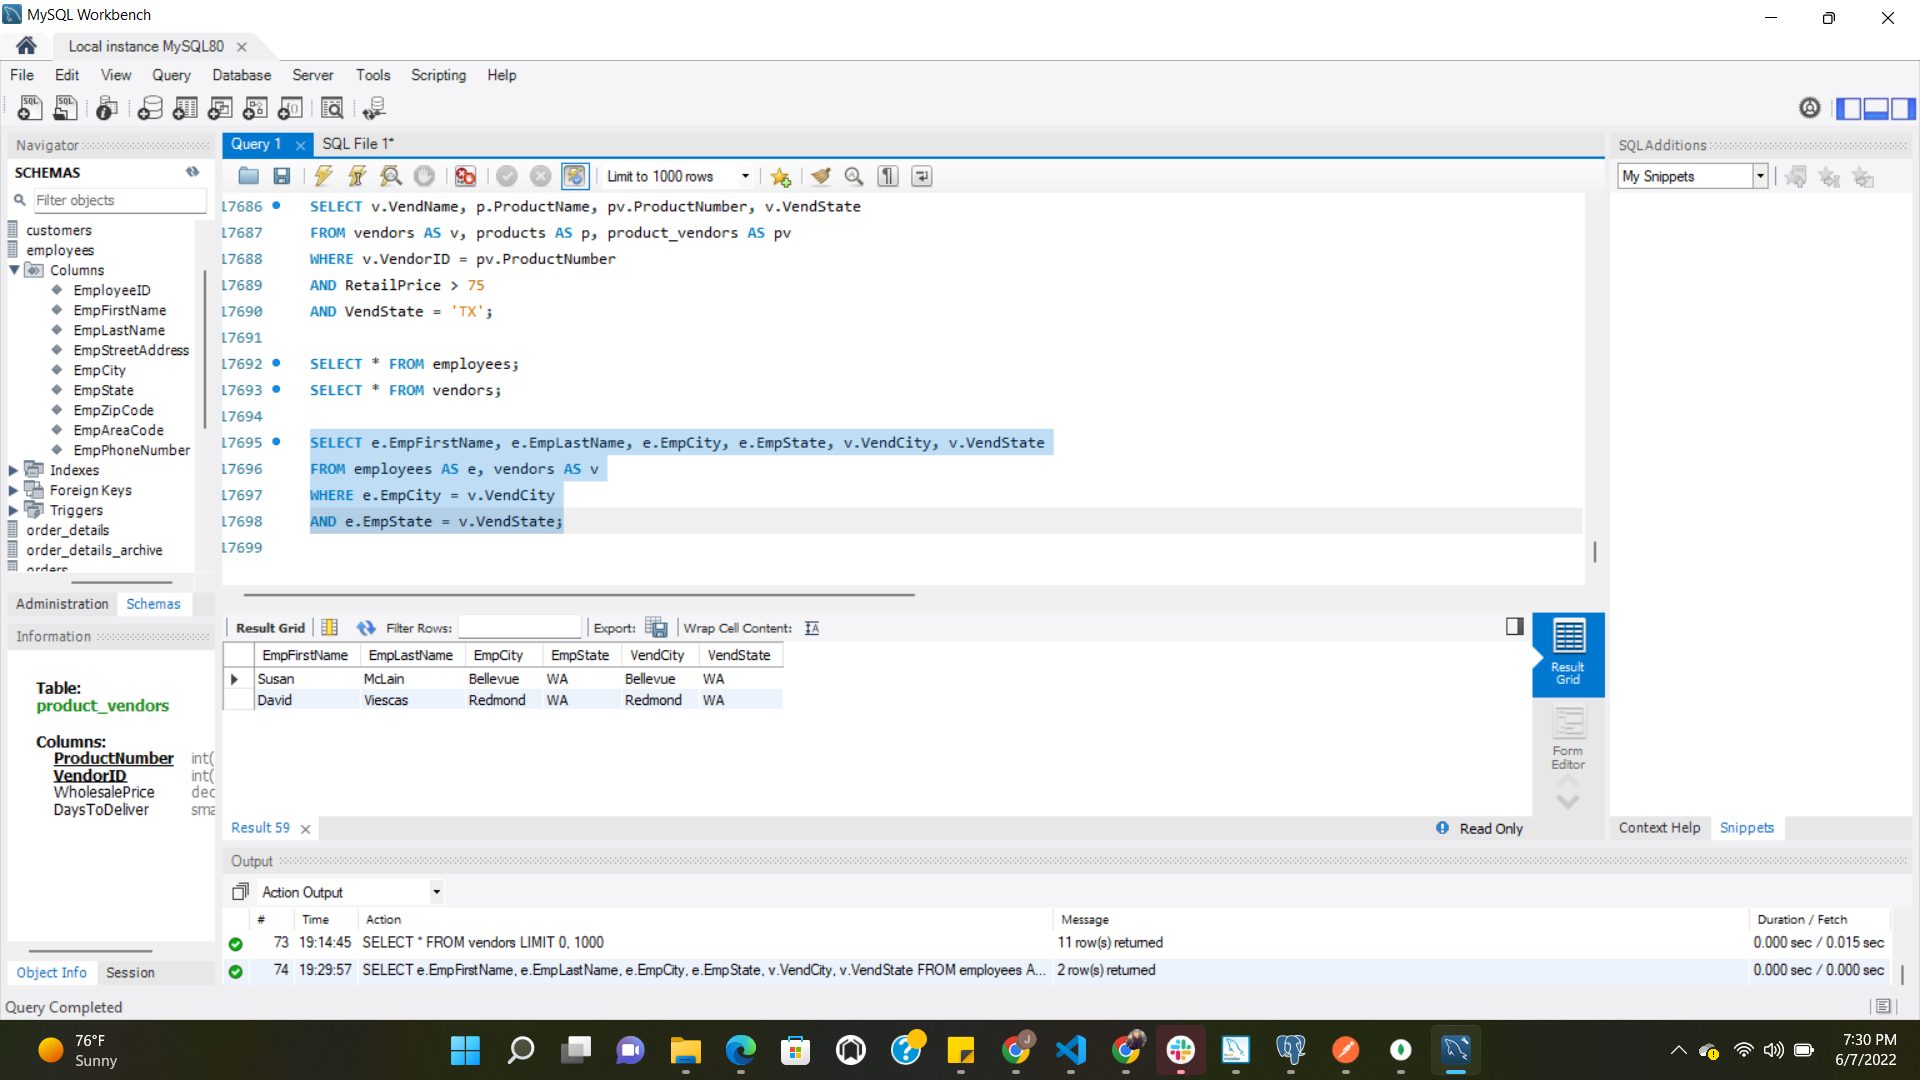 MySQL Workbench
Local instance MySQL80
File Edit View Query Database Server Tools Scripting Help
Navigator
SCHEMAS
Filter objects
customers
employees
Columns
EmployeeID
EmpFirstName
EmpLastName
EmpStreetAddress
EmpCity
EmpState
EmpZipCode
EmpAreaCode
EmpPhoneNumber
Indexes
Foreign Keys
Triggers
order_details
order_details_archive
orders
Administration Schemas
Information
Table:
product_vendors
Columns:
ProductNumber int(
VendorID int(
WholesalePrice dec
DaysToDeliver sma
Object Info Session
Query Completed
Query 1 SQL File 1*
Limit to 1000 rows
17686 SELECT v.VendName, p.ProductName, pv.ProductNumber, v.VendState
17687 FROM vendors AS v, products AS p, product_vendors AS pv
17688 WHERE v.VendorID = pv.ProductNumber
17689 AND RetailPrice > 75
17690 AND VendState = 'TX';
17691
17692 SELECT * FROM employees;
17693 SELECT * FROM vendors;
17694
17695 SELECT e.EmpFirstName, e.EmpLastName, e.EmpCity, e.EmpState, v.VendCity, v.VendState
17696 FROM employees AS e, vendors AS v
17697 WHERE e.EmpCity = v.VendCity
17698 AND e.EmpState = v.VendState;
17699
Result Grid Filter Rows: Export: Wrap Cell Content:
EmpFirstName EmpLastName EmpCity EmpState VendCity VendState
Susan McLain Bellevue WA Bellevue WA
David Viescas Redmond WA Redmond WA
Result
Grid
Form
Editor
Result 59
Read Only
SQLAdditions
My Snippets
Context Help Snippets
Output
Action Output
# Time Action Message Duration / Fetch
73 19:14:45 SELECT * FROM vendors LIMIT 0, 1000 11 row(s) returned 0.000 sec / 0.015 sec
74 19:29:57 SELECT e.EmpFirstName, e.EmpLastName, e.EmpCity, e.EmpState, v.VendCity, v.VendState FROM employees A... 2 row(s) returned 0.000 sec / 0.000 sec
76°F
Sunny
7:30 PM
6/7/2022